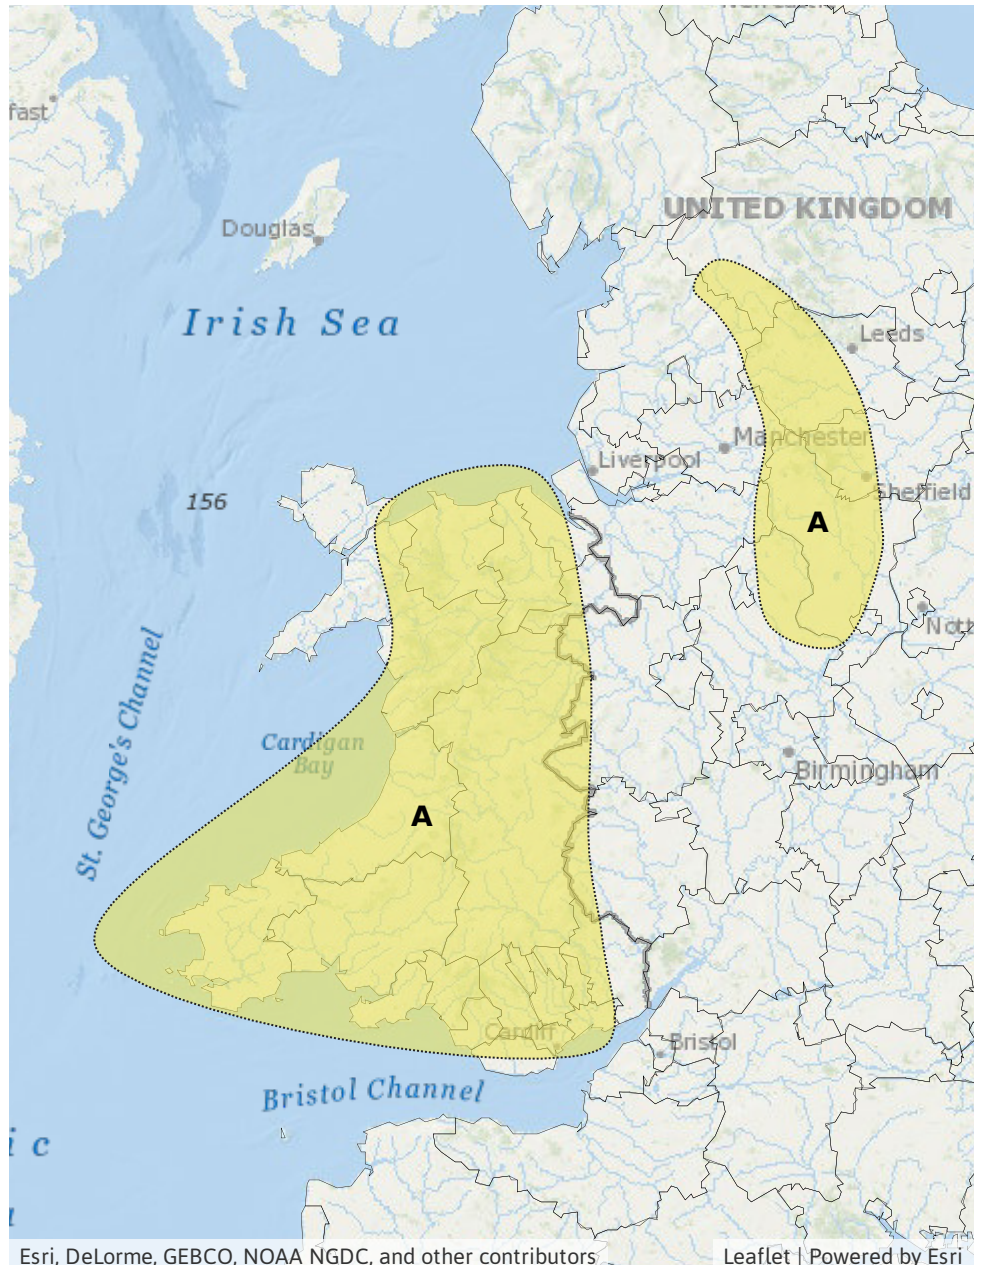 fast
UNITED KINGDOM
Douglas
Irish Sea
Leeds
Manchester
Liverpool
Sheffield
156
A
Nott
St. George's Channel
Cardigan
Bay
Birmingham
A
Cardiff
Bristol
Bristol Channel
i c
Esri, DeLorme, GEBCO, NOAA NGDC, and other contributors
Leaflet | Powered by Esri